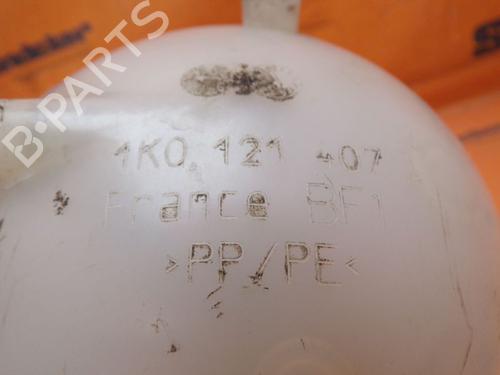 B-PARTS
1K0 121 407
France BF1
>PP/PE<